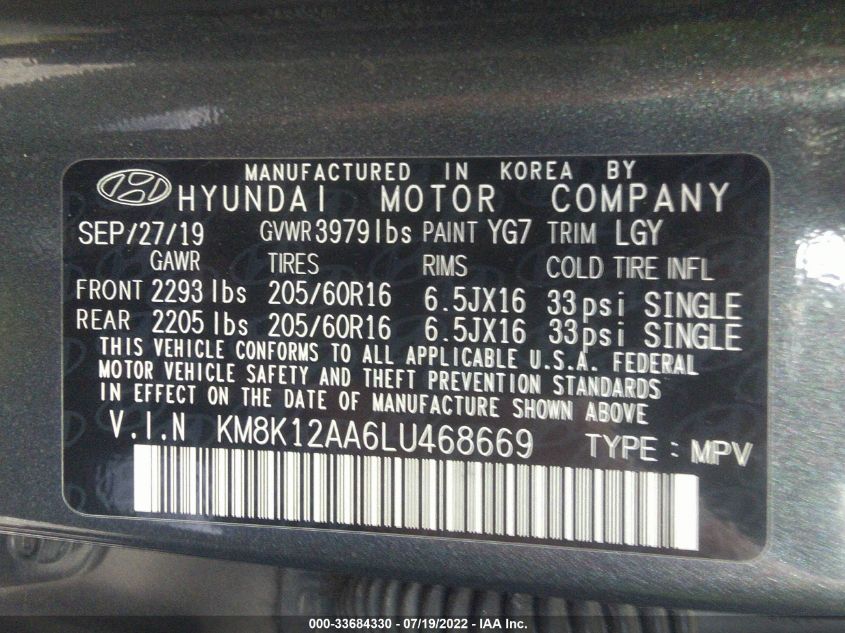 MANUFACTURED IN KOREA BY
HYUNDAI MOTOR COMPANY
SEP/27/19 GVWR 3979lbs PAINT YG7 TRIM LGY
GAWR TIRES RIMS COLD TIRE INFL
FRONT 2293 lbs 205/60R16 6.5JX16 33psi SINGLE
REAR 2205 lbs 205/60R16 6.5JX16 33psi SINGLE
THIS VEHICLE CONFORMS TO ALL APPLICABLE U.S.A. FEDERAL
MOTOR VEHICLE SAFETY AND THEFT PREVENTION STANDARDS
IN EFFECT ON THE DATE OF MANUFACTURE SHOWN ABOVE
V.I.N KM8K12AA6LU468669 TYPE : MPV
000-33684330 - 07/19/2022 - IAA Inc.